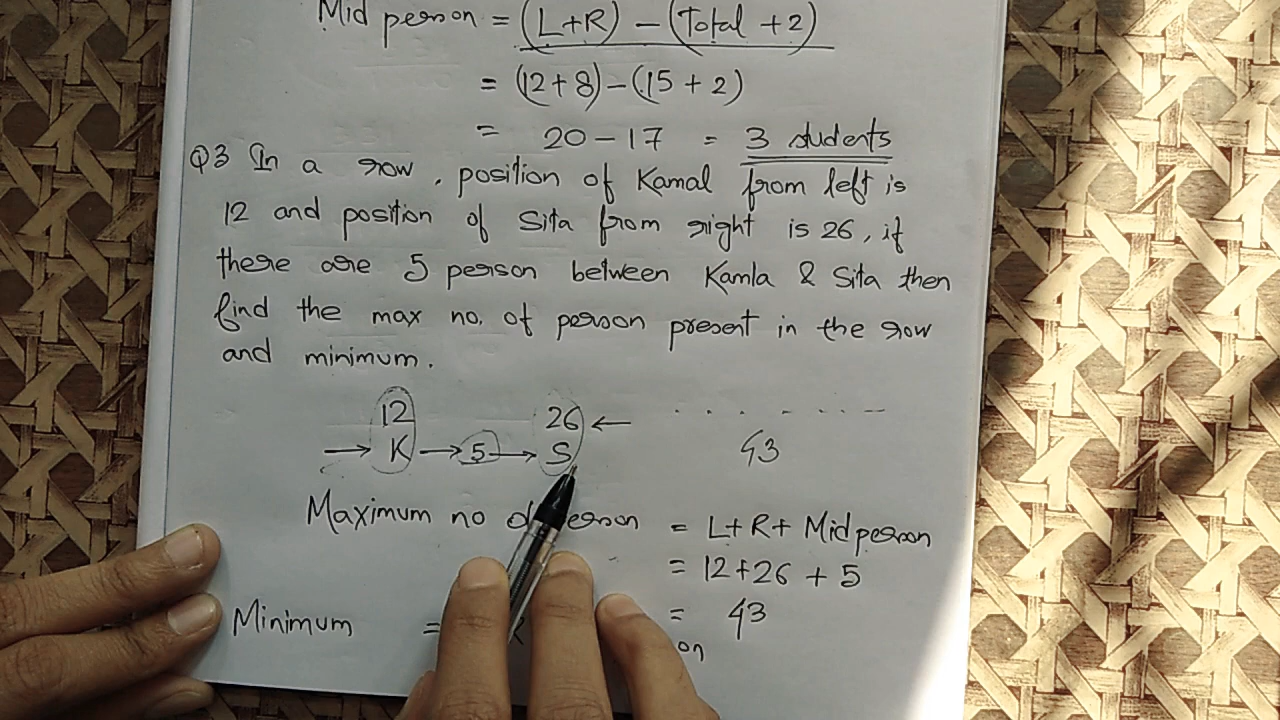 Mid person = (L+R) - (Total +2)
= (12+8)-(15+2)
= 20-17 = 3 students
Q3 In a row, position of Kamal from left is
12 and position of Sita from right is 26, if
there are 5 person between Kamla & Sita then
find the max no. of person present in the row
and minimum.
12 26 ←
→ K → 5 → S 43
Maximum no = L+R+ Mid person
= 12+26+5
= 43
Minimum =